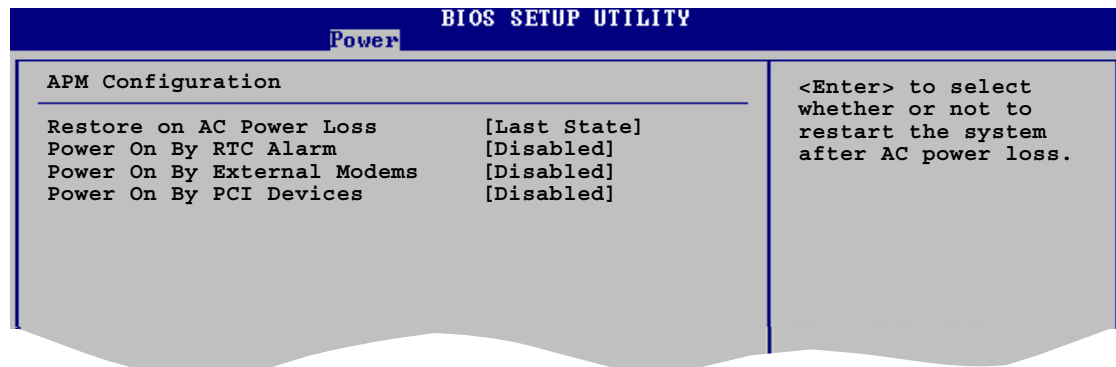 BIOS SETUP UTILITY
Power
APM Configuration
Restore on AC Power Loss [Last State]
Power On By RTC Alarm [Disabled]
Power On By External Modems [Disabled]
Power On By PCI Devices [Disabled]
<Enter> to select
whether or not to
restart the system
after AC power loss.